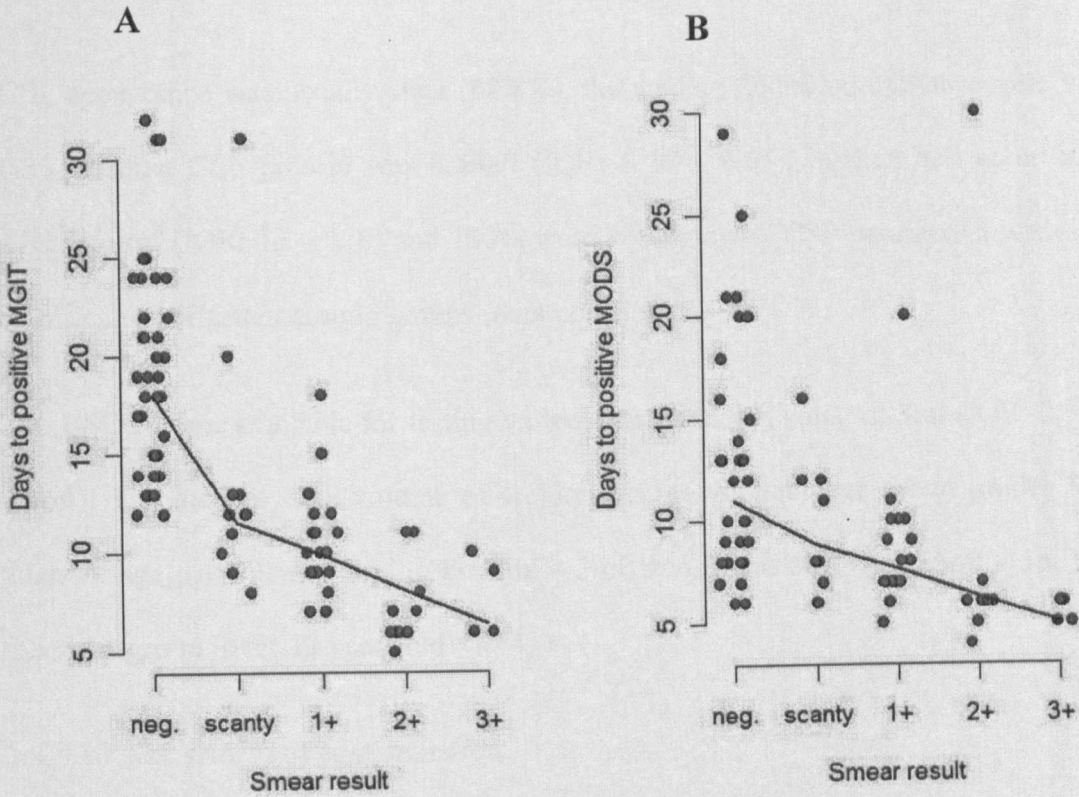 A
B
Days to positive MGIT
30
25
20
15
10
5
neg. scanty 1+ 2+ 3+
Smear result
Days to positive MODS
30
25
20
15
10
5
neg. scanty 1+ 2+ 3+
Smear result